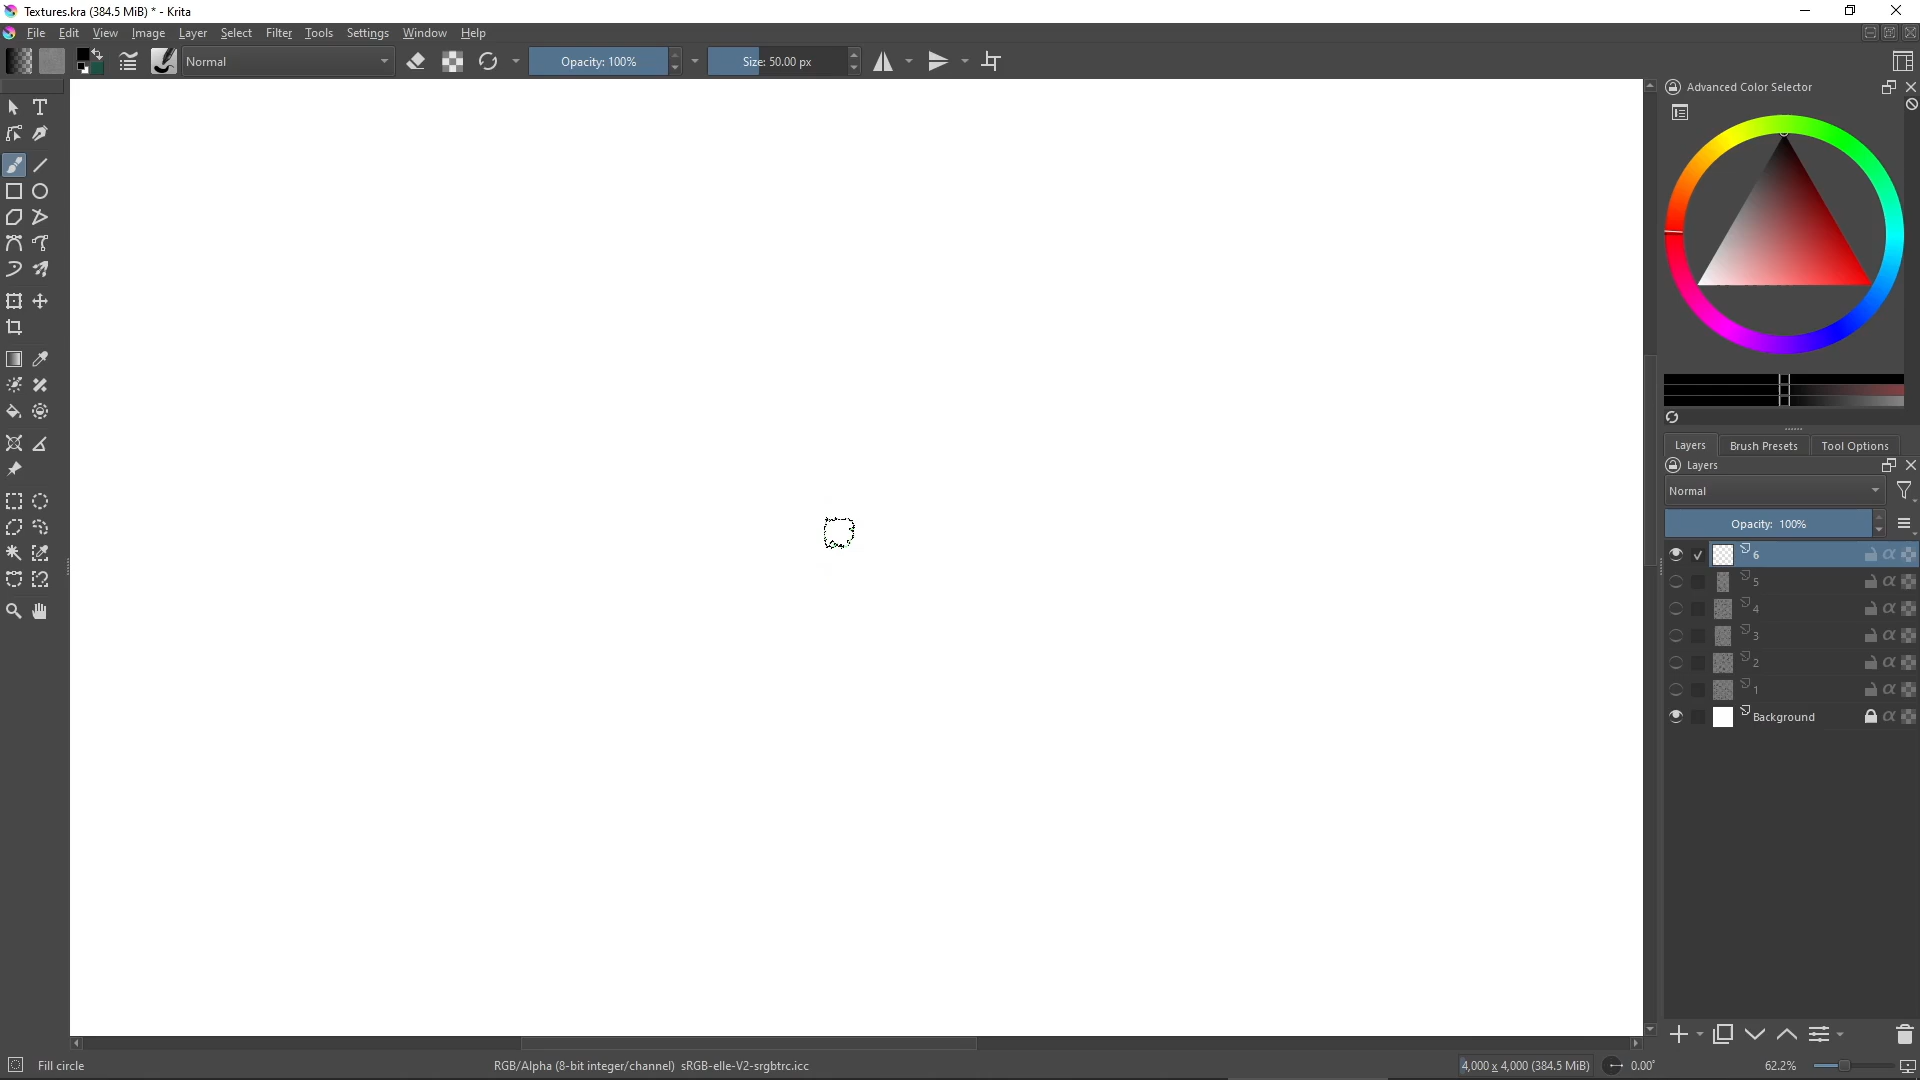 Textures.kra (384.5 MiB) * - Krita
File Edit View Image Layer Select Filter Tools Settings Window Help
Normal Opacity: 100% Size: 50.00 px
Advanced Color Selector
Layers Brush Presets Tool Options
Layers
Normal
Opacity: 100%
6
5
4
3
2
1
Background
Fill circle RGB/Alpha (8-bit integer/channel) sRGB-elle-V2-srgbtrc.icc 4,000 x 4,000 (384.5 MiB) 0.00° 62.2%